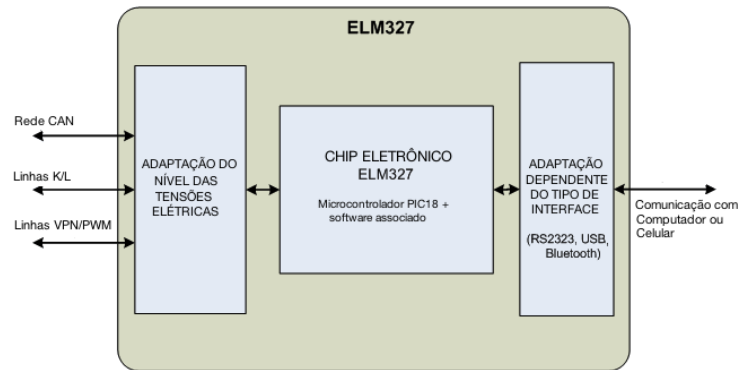 ELM327
Rede CAN
Linhas K/L
Linhas VPN/PWM
ADAPTAÇÃO DO
NÍVEL DAS
TENSÕES
ELÉTRICAS
CHIP ELETRÔNICO
ELM327
Microcontrolador PIC18 +
software associado
ADAPTAÇÃO
DEPENDENTE
DO TIPO DE
INTERFACE
(RS2323, USB,
Bluetooth)
Comunicação com
Computador ou
Celular